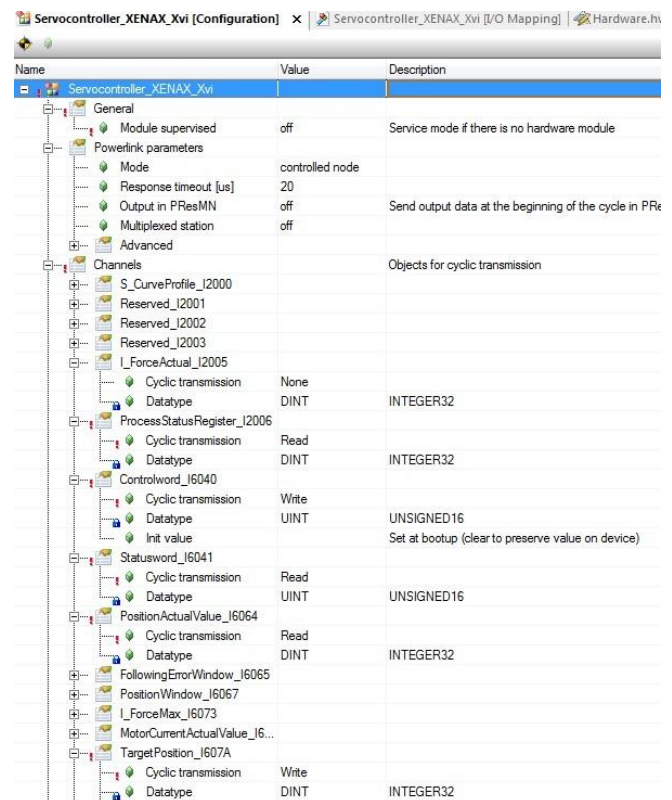 Servocontroller_XENAX_Xvi [Configuration] × Servocontroller_XENAX_Xvi [I/O Mapping] Hardware.hw
Name Value Description
Servocontroller_XENAX_Xvi
General
Module supervised off Service mode if there is no hardware module
Powerlink parameters
Mode controlled node
Response timeout [us] 20
Output in PResMN off Send output data at the beginning of the cycle in PRe
Multiplexed station off
Advanced
Channels Objects for cyclic transmission
S_CurveProfile_I2000
Reserved_I2001
Reserved_I2002
Reserved_I2003
I_ForceActual_I2005
Cyclic transmission None
Datatype DINT INTEGER32
ProcessStatusRegister_I2006
Cyclic transmission Read
Datatype DINT INTEGER32
Controlword_I6040
Cyclic transmission Write
Datatype UINT UNSIGNED16
Init value Set at bootup (clear to preserve value on device)
Statusword_I6041
Cyclic transmission Read
Datatype UINT UNSIGNED16
PositionActualValue_I6064
Cyclic transmission Read
Datatype DINT INTEGER32
FollowingErrorWindow_I6065
PositionWindow_I6067
I_ForceMax_I6073
MotorCurrentActualValue_I6...
TargetPosition_I607A
Cyclic transmission Write
Datatype DINT INTEGER32